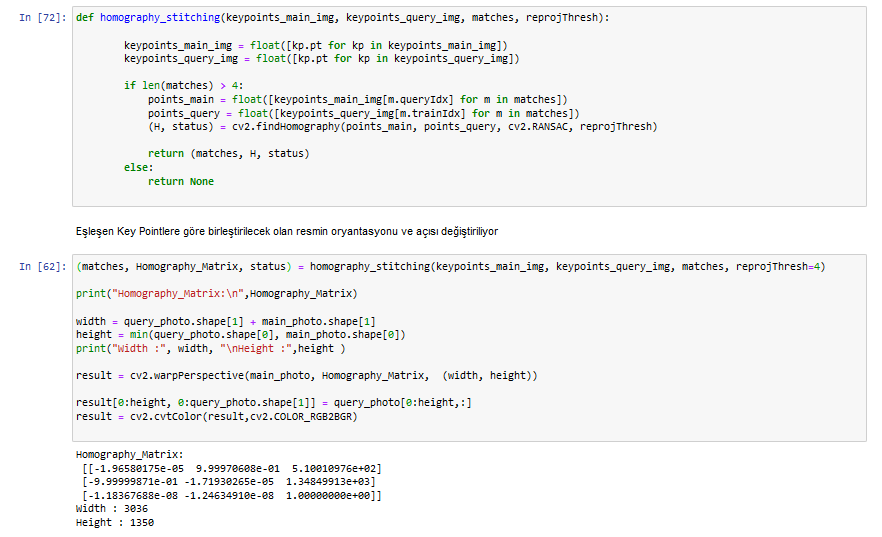 In [72]: def homography_stitching(keypoints_main_img, keypoints_query_img, matches, reprojThresh):
keypoints_main_img = float([kp.pt for kp in keypoints_main_img])
keypoints_query_img = float([kp.pt for kp in keypoints_query_img])
if len(matches) > 4:
points_main = float([keypoints_main_img[m.queryIdx] for m in matches])
points_query = float([keypoints_query_img[m.trainIdx] for m in matches])
(H, status) = cv2.findHomography(points_main, points_query, cv2.RANSAC, reprojThresh)
return (matches, H, status)
else:
return None
Eşleşen Key Pointlere göre birleştirilecek olan resmin oryantasyonu ve açısı değiştiriliyor
In [62]: (matches, Homography_Matrix, status) = homography_stitching(keypoints_main_img, keypoints_query_img, matches, reprojThresh=4)
print("Homography_Matrix:\n",Homography_Matrix)
width = query_photo.shape[1] + main_photo.shape[1]
height = min(query_photo.shape[0], main_photo.shape[0])
print("Width :", width, "\nHeight :",height )
result = cv2.warpPerspective(main_photo, Homography_Matrix,  (width, height))
result[0:height, 0:query_photo.shape[1]] = query_photo[0:height,:]
result = cv2.cvtColor(result,cv2.COLOR_RGB2BGR)
Homography_Matrix:
[[-1.96580175e-05  9.99970608e-01  5.10010976e+02]
[-9.99999871e-01 -1.71930265e-05  1.34849913e+03]
[-1.18367688e-08 -1.24634910e-08  1.00000000e+00]]
Width : 3036
Height : 1350